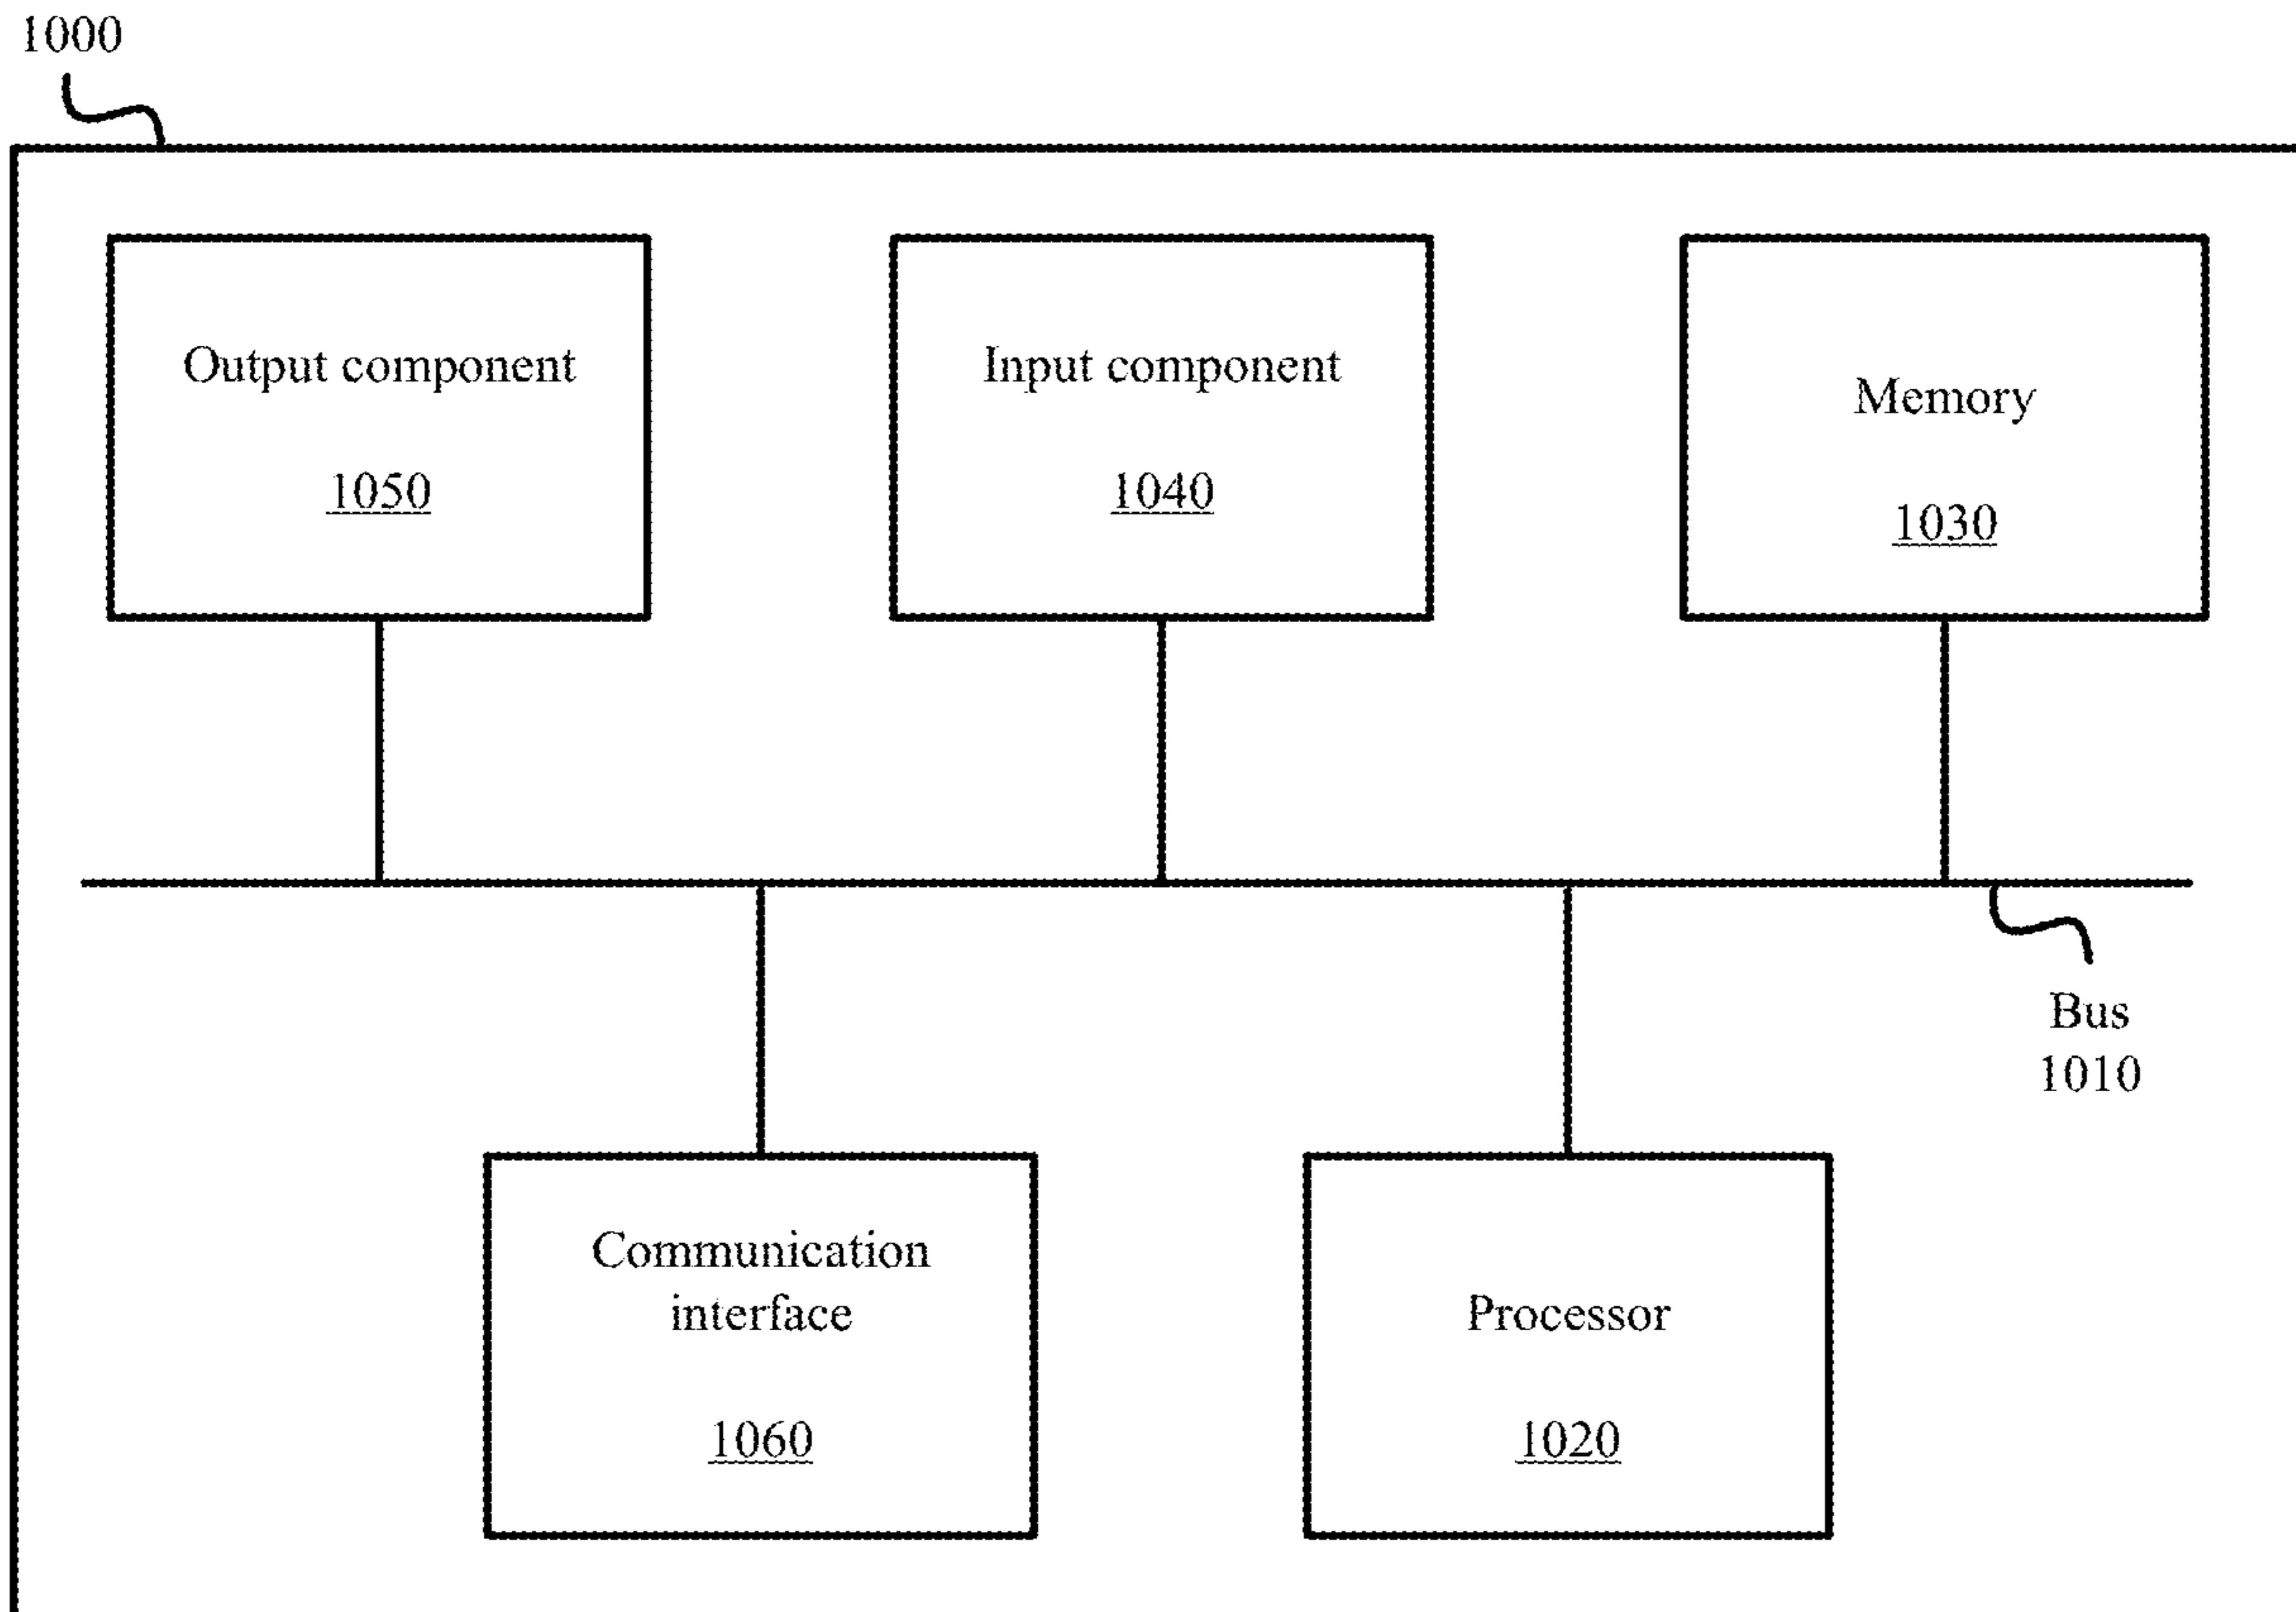 1000
Output component
1050
Input component
1040
Memory
1030
Bus
1010
Communication
interface
1060
Processor
1020